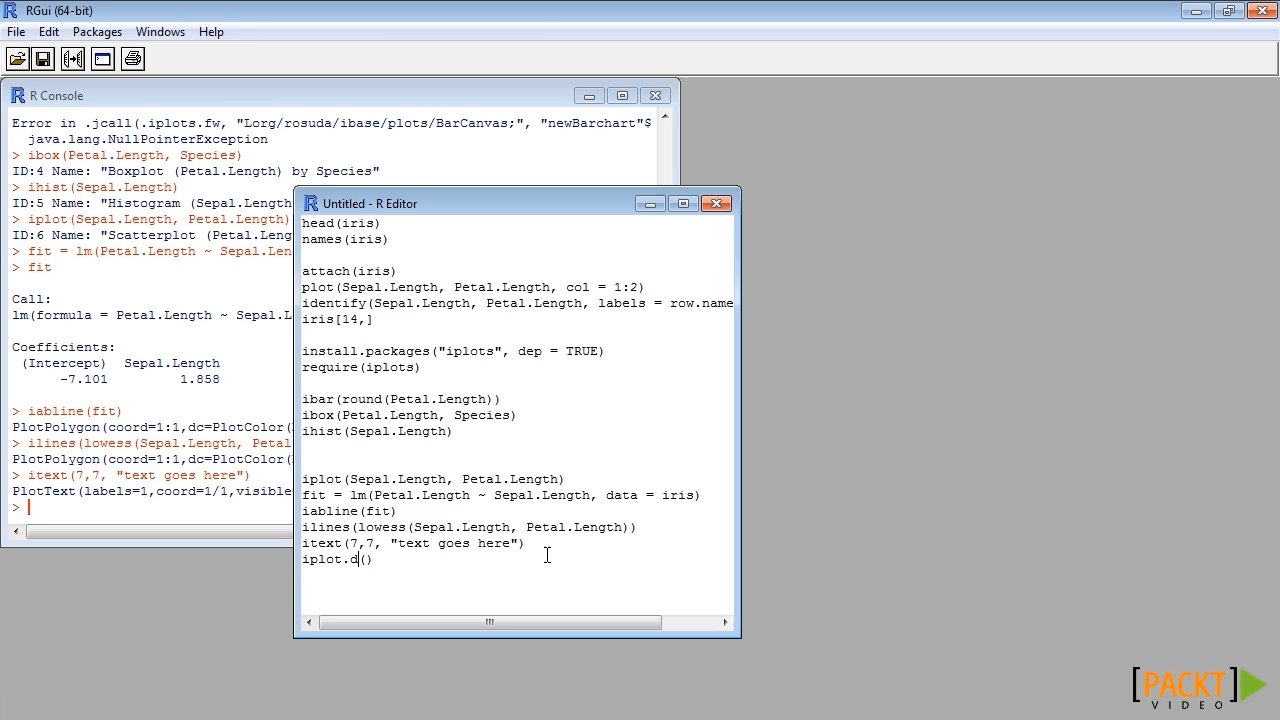 RGui (64-bit)
File Edit Packages Windows Help
R Console
Error in .jcall(.iplots.fw, "Lorg/rosuda/ibase/plots/BarCanvas;", "newBarchart"$
java.lang.NullPointerException
> ibox(Petal.Length, Species)
ID:4 Name: "Boxplot (Petal.Length) by Species"
> ihist(Sepal.Length)
ID:5 Name: "Histogram (Sepal.Length
> iplot(Sepal.Length, Petal.Length)
ID:6 Name: "Scatterplot (Petal.Leng
> fit = lm(Petal.Length ~ Sepal.Len
> fit
Call:
lm(formula = Petal.Length ~ Sepal.L
Coefficients:
(Intercept) Sepal.Length
-7.101 1.858
> iabline(fit)
PlotPolygon(coord=1:1,dc=PlotColor(
> ilines(lowess(Sepal.Length, Petal
PlotPolygon(coord=1:1,dc=PlotColor(
> itext(7,7, "text goes here")
PlotText(labels=1,coord=1/1,visible
>
Untitled - R Editor
head(iris)
names(iris)
attach(iris)
plot(Sepal.Length, Petal.Length, col = 1:2)
identify(Sepal.Length, Petal.Length, labels = row.name
iris[14,]
install.packages("iplots", dep = TRUE)
require(iplots)
ibar(round(Petal.Length))
ibox(Petal.Length, Species)
ihist(Sepal.Length)
iplot(Sepal.Length, Petal.Length)
fit = lm(Petal.Length ~ Sepal.Length, data = iris)
iabline(fit)
ilines(lowess(Sepal.Length, Petal.Length))
itext(7,7, "text goes here")
iplot.d()
[PACKT]
VIDEO